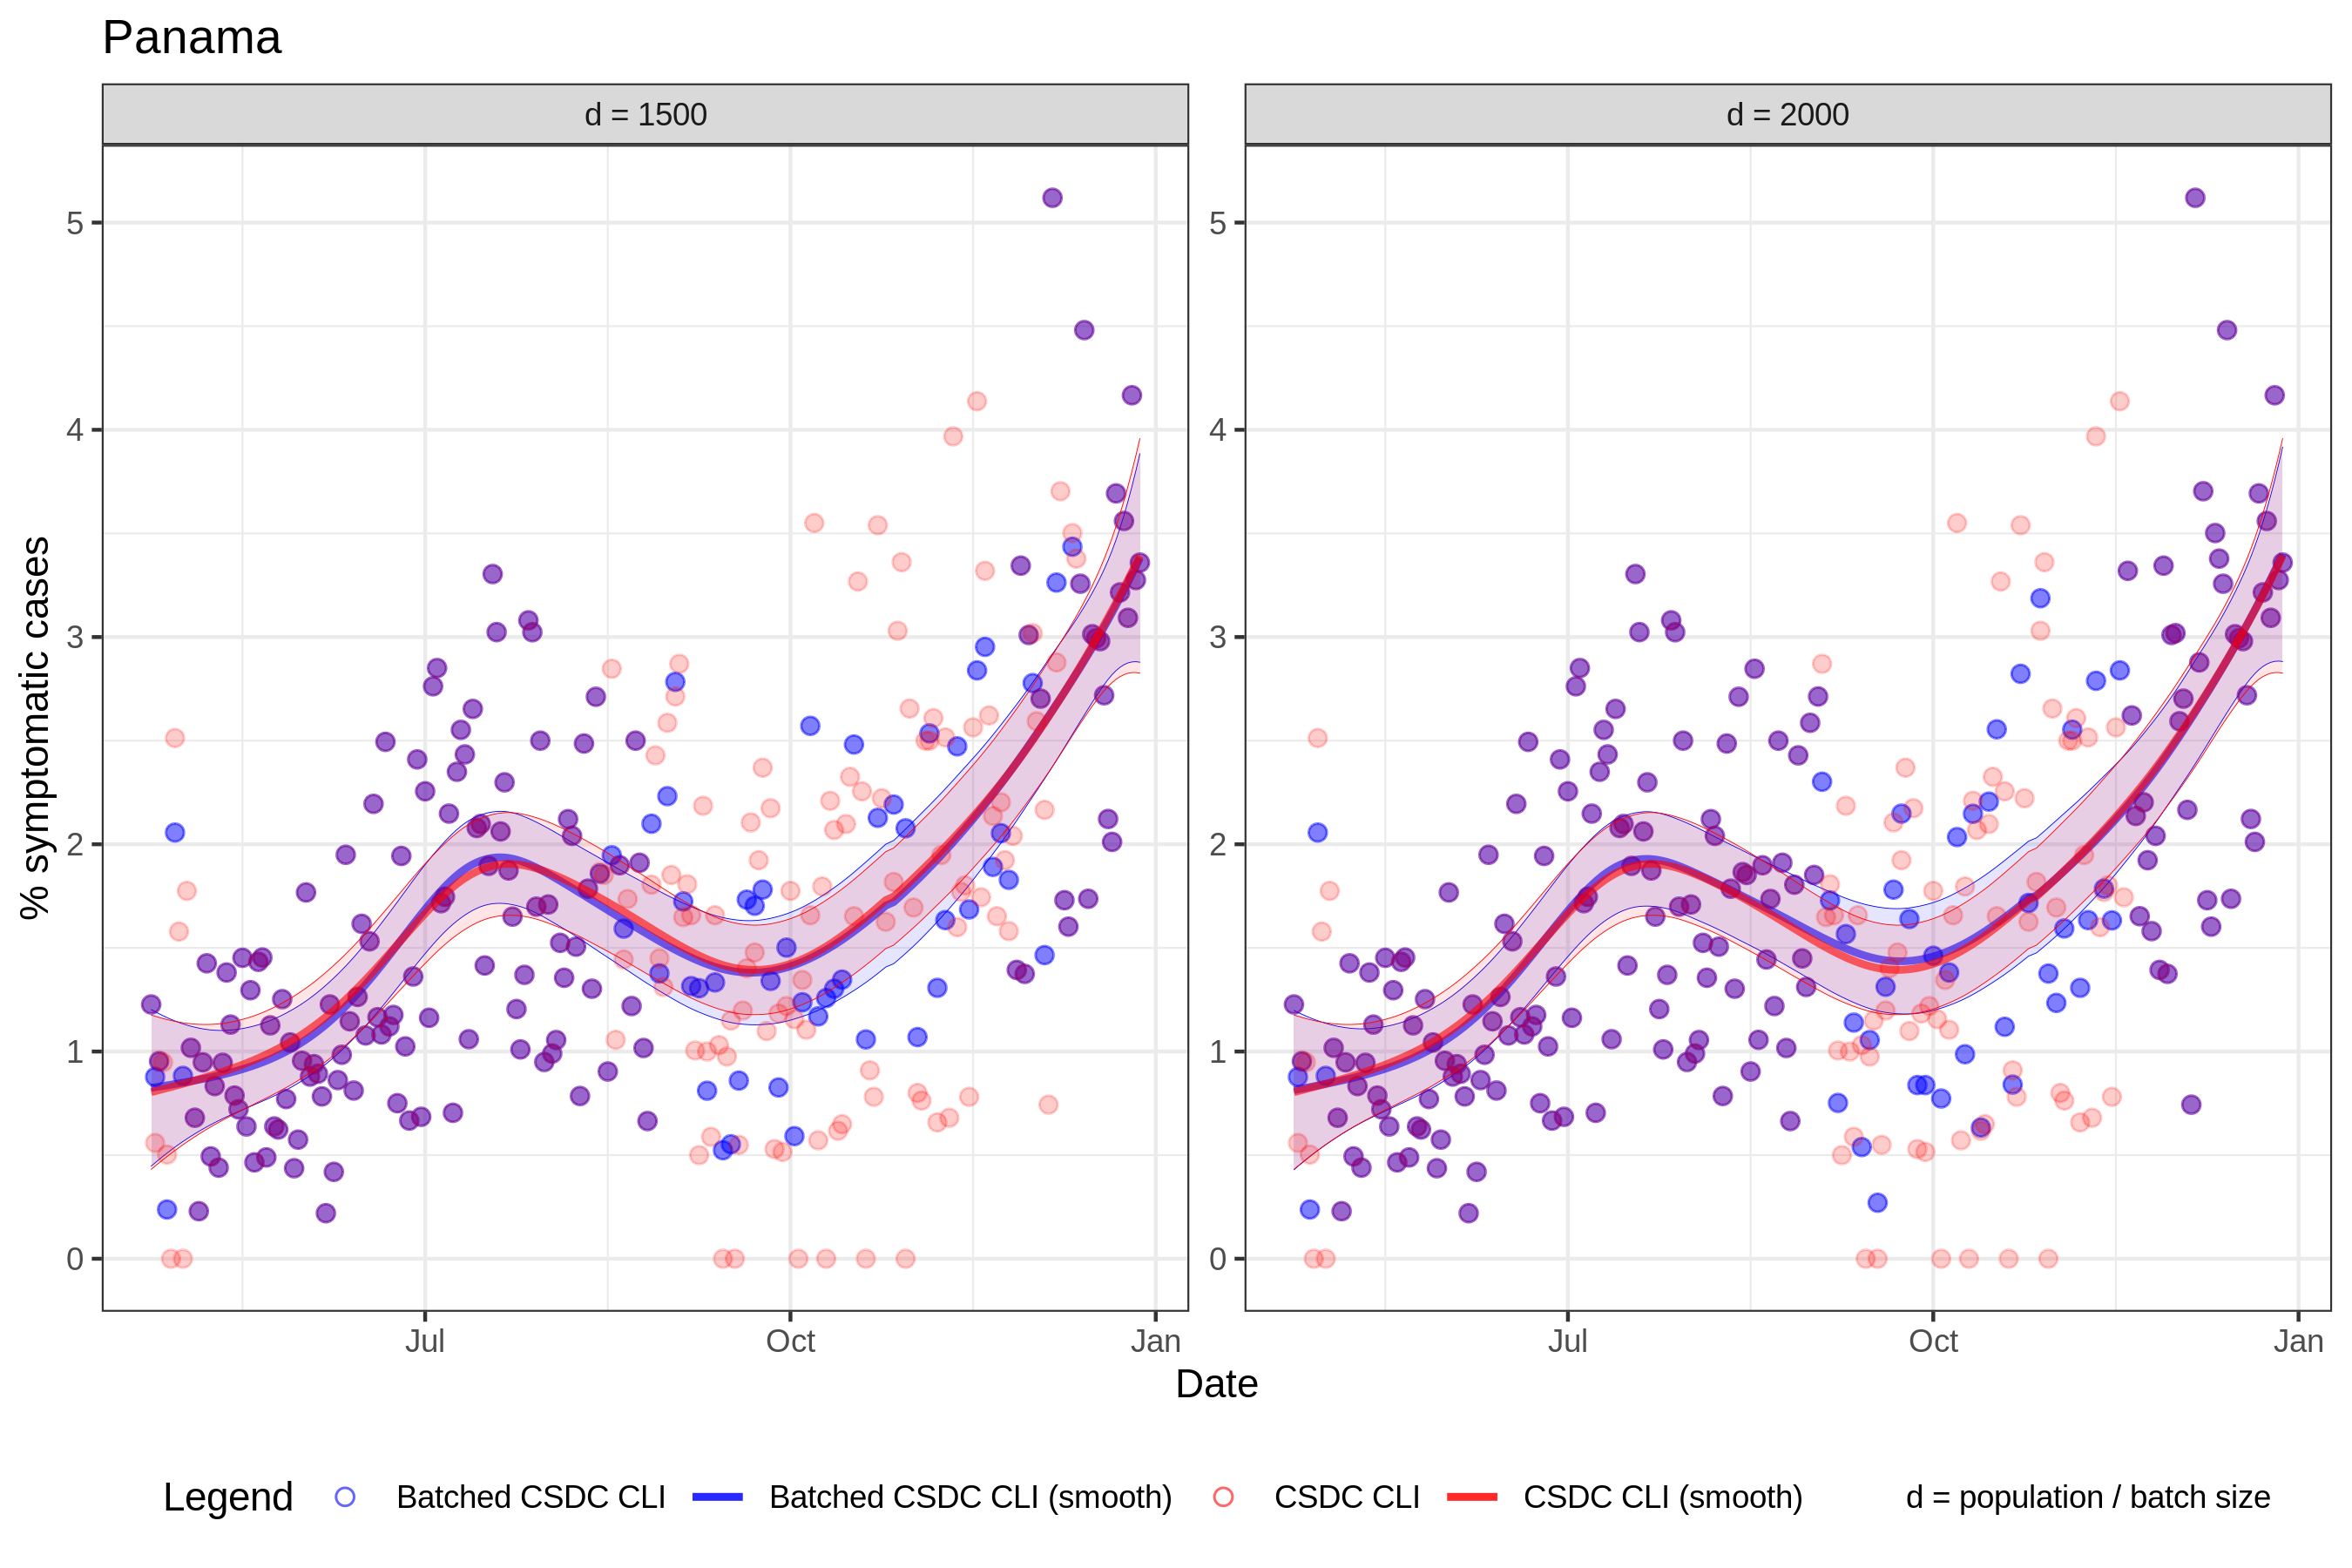 Panama
d = 1500
d = 2000
% symptomatic cases
5
4
3
2
1
0
5
4
3
2
1
0
Jul
Oct
Jan
Jul
Oct
Jan
Date
Legend
Batched CSDC CLI
Batched CSDC CLI (smooth)
CSDC CLI
CSDC CLI (smooth)
d = population / batch size